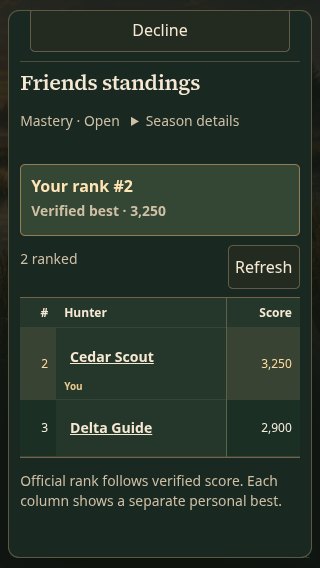 Decline
Friends standings
Mastery · Open ▶ Season details
Your rank #2
Verified best · 3,250
2 ranked
Refresh
# Hunter Score
2 Cedar Scout 3,250
You
3 Delta Guide 2,900
Official rank follows verified score. Each
column shows a separate personal best.